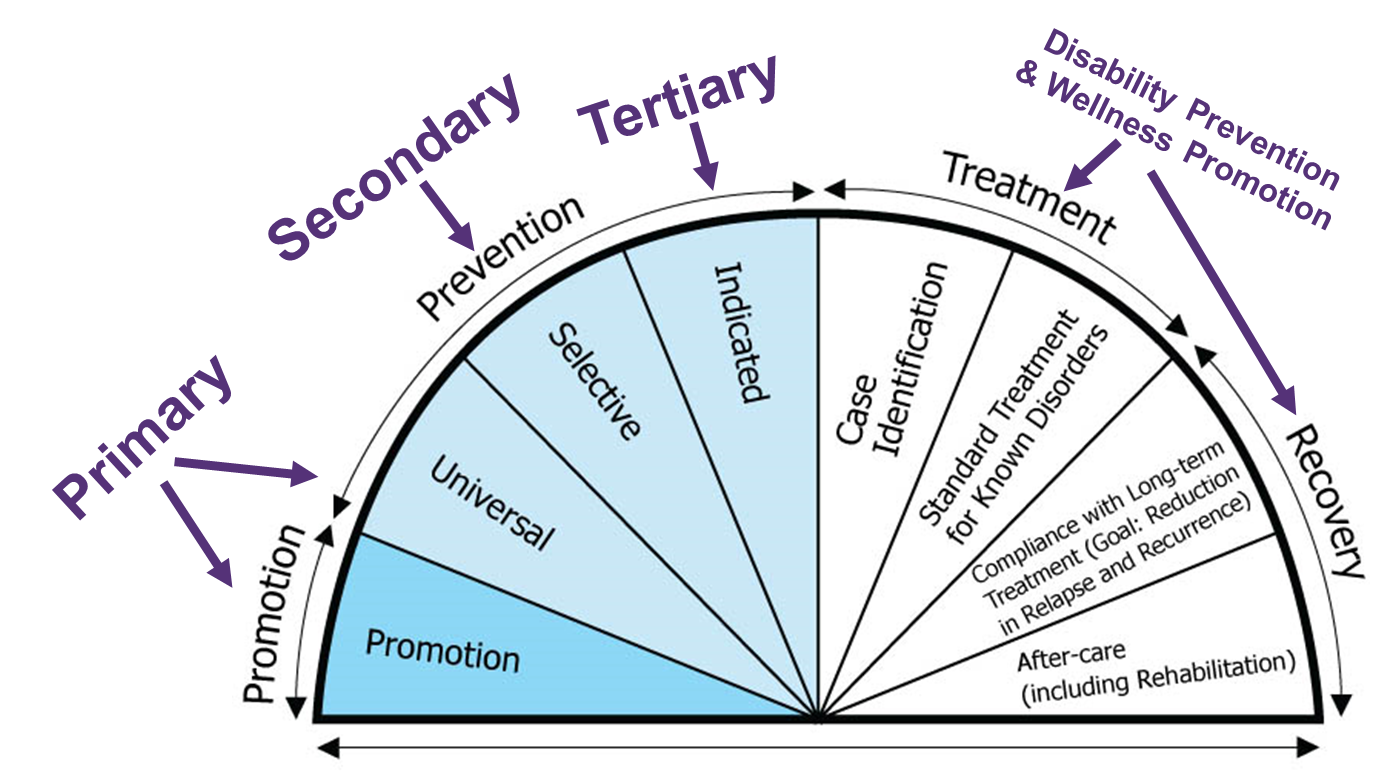 Primary
Secondary
Tertiary
Disability Prevention
& Wellness Promotion
Promotion
Prevention
Treatment
Recovery
Promotion
Universal
Selective
Indicated
Case
Identification
Standard Treatment
for Known Disorders
Compliance with Long-term
Treatment (Goal: Reduction
in Relapse and Recurrence)
After-care
(including Rehabilitation)